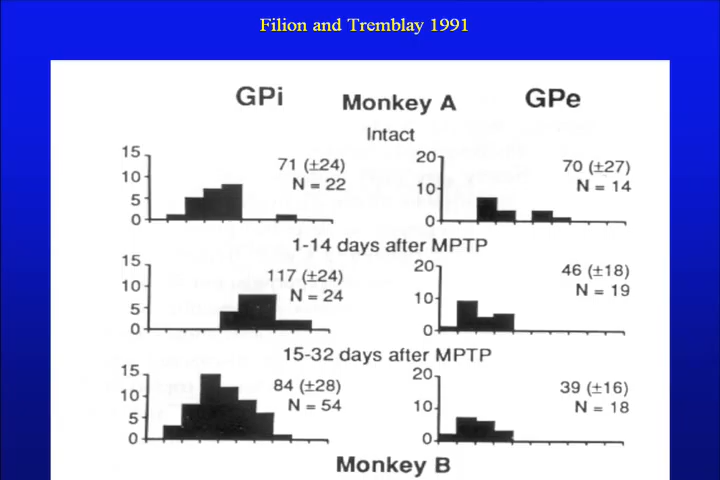 Filion and Tremblay 1991
GPi Monkey A GPe
Intact
15
10
5
0
71 (±24)
N = 22
20
10
0
70 (±27)
N = 14
1-14 days after MPTP
15
10
5
0
117 (±24)
N = 24
20
10
0
46 (±18)
N = 19
15-32 days after MPTP
15
10
5
0
84 (±28)
N = 54
20
10
0
39 (±16)
N = 18
Monkey B